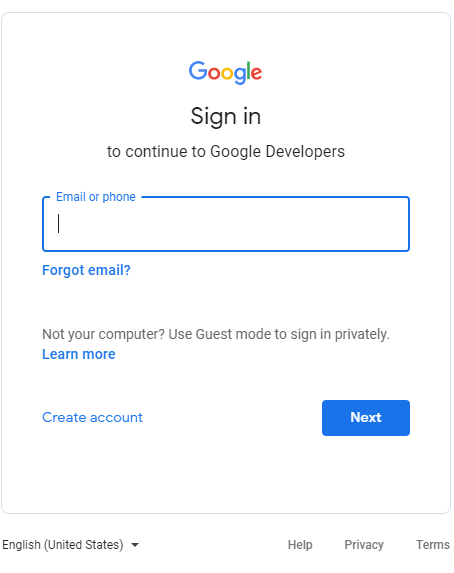 Google
Sign in
to continue to Google Developers
Email or phone
Forgot email?
Not your computer? Use Guest mode to sign in privately.
Learn more
Create account
Next
English (United States)
Help
Privacy
Terms